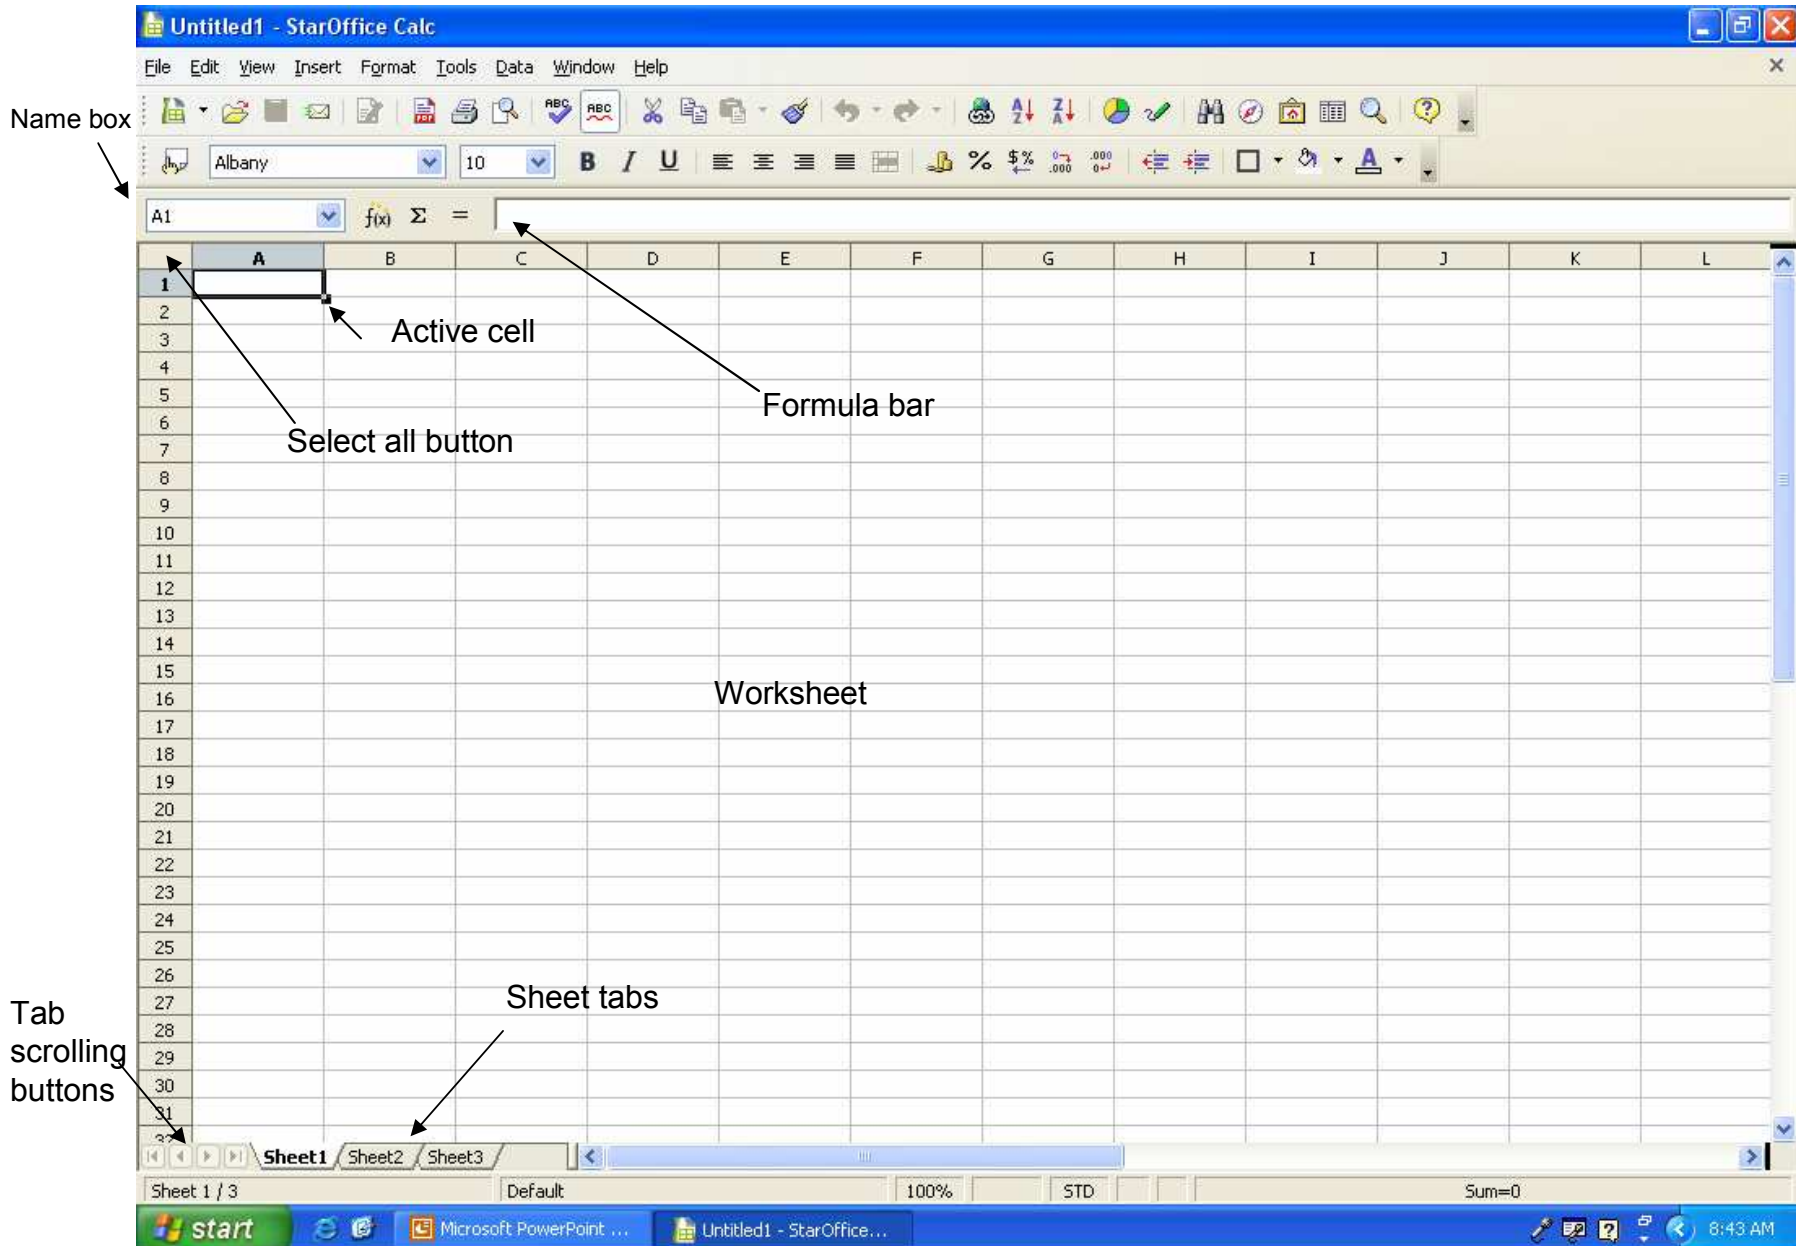 Untitled1 - StarOffice Calc
File Edit View Insert Format Tools Data Window Help
Name box
ABC ABC
Albany 10 B I U
A1 f(x) Σ =
A B C D E F G H I J K L
1
2
Active cell
3
4
5
Formula bar
6
Select all button
7
8
9
10
11
12
13
14
15
Worksheet
16
17
18
19
20
21
22
23
24
25
26
Sheet tabs
27
Tab
scrolling
buttons
28
29
30
31
32
Sheet1 Sheet2 Sheet3
Sheet 1 / 3 Default 100% STD Sum=0
start Microsoft PowerPoint ... Untitled1 - StarOffice... 8:43 AM